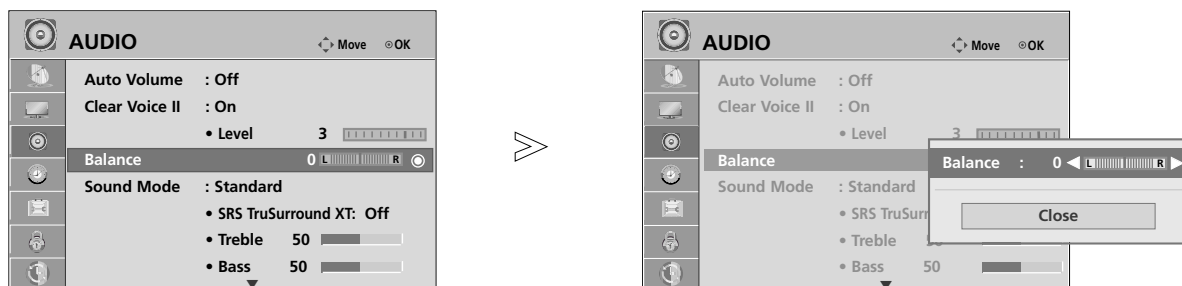 AUDIO
Move
OK
Auto Volume : Off
Clear Voice II : On
• Level 3
Balance 0 L R
Sound Mode : Standard
• SRS TruSurround XT: Off
• Treble 50
• Bass 50
AUDIO
Move
OK
Auto Volume : Off
Clear Voice II : On
• Level 3
Balance
Sound Mode : Standard
• SRS TruSurr
• Treble
• Bass 50
Balance : 0 L R
Close